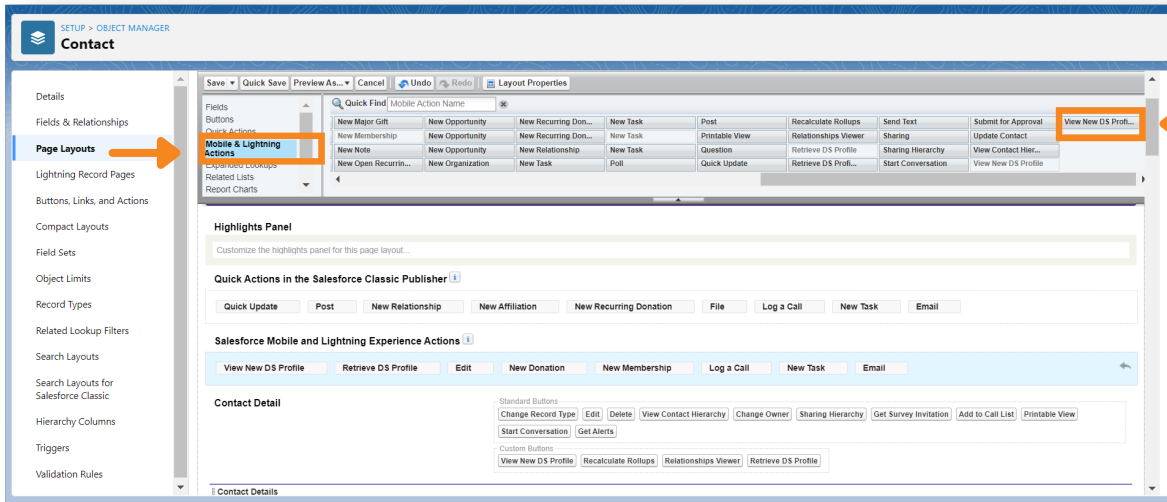 SETUP > OBJECT MANAGER
Contact
Details
Fields & Relationships
Page Layouts
Lightning Record Pages
Buttons, Links, and Actions
Compact Layouts
Field Sets
Object Limits
Record Types
Related Lookup Filters
Search Layouts
Search Layouts for
Salesforce Classic
Hierarchy Columns
Triggers
Validation Rules
Save Quick Save Preview As... Cancel Undo Redo Layout Properties
Fields
Buttons
Quick Actions
Mobile & Lightning
Actions
Expanded Lookups
Related Lists
Report Charts
Quick Find Mobile Action Name
New Major Gift New Opportunity New Recurring Don... New Task Post Recalculate Rollups Send Text Submit for Approval View New DS Profi...
New Membership New Opportunity New Recurring Don... New Task Printable View Relationships Viewer Sharing Update Contact
New Note New Opportunity New Relationship New Task Question Retrieve DS Profile Sharing Hierarchy View Contact Hier...
New Open Recurrin... New Organization New Task Poll Quick Update Retrieve DS Profi... Start Conversation View New DS Profile
Highlights Panel
Customize the highlights panel for this page layout...
Quick Actions in the Salesforce Classic Publisher i
Quick Update Post New Relationship New Affiliation New Recurring Donation File Log a Call New Task Email
Salesforce Mobile and Lightning Experience Actions i
View New DS Profile Retrieve DS Profile Edit New Donation New Membership Log a Call New Task Email
Contact Detail
Standard Buttons
Change Record Type Edit Delete View Contact Hierarchy Change Owner Sharing Hierarchy Get Survey Invitation Add to Call List Printable View
Start Conversation Get Alerts
Custom Buttons
View New DS Profile Recalculate Rollups Relationships Viewer Retrieve DS Profile
Contact Details